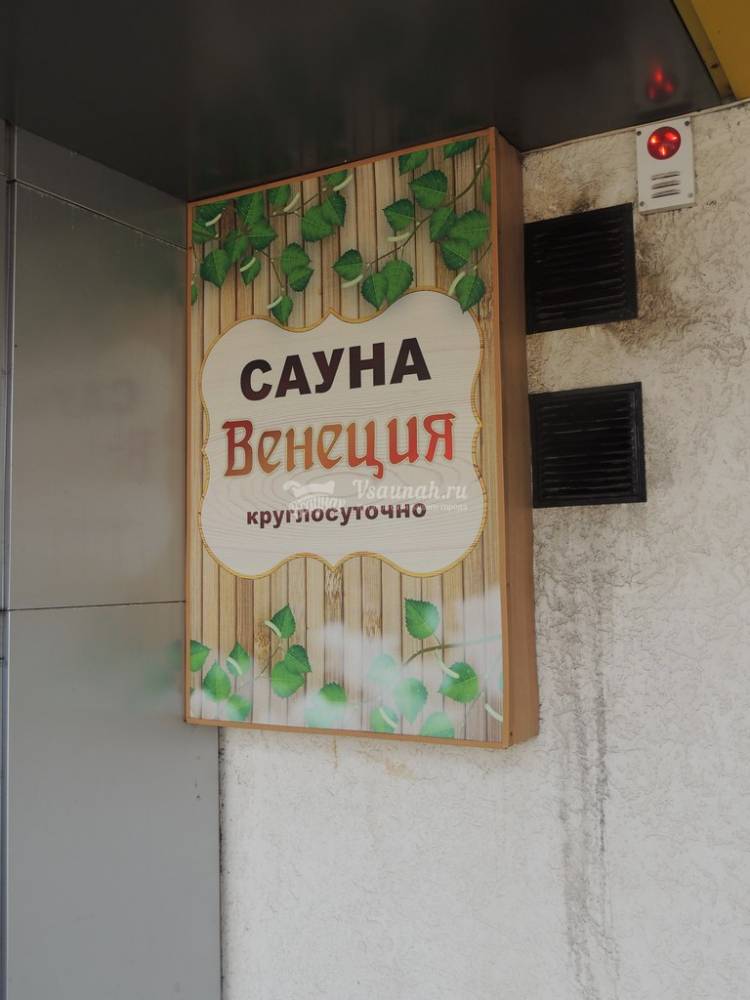 САУНА
Венеция
Vsaunah.ru
круглосуточно